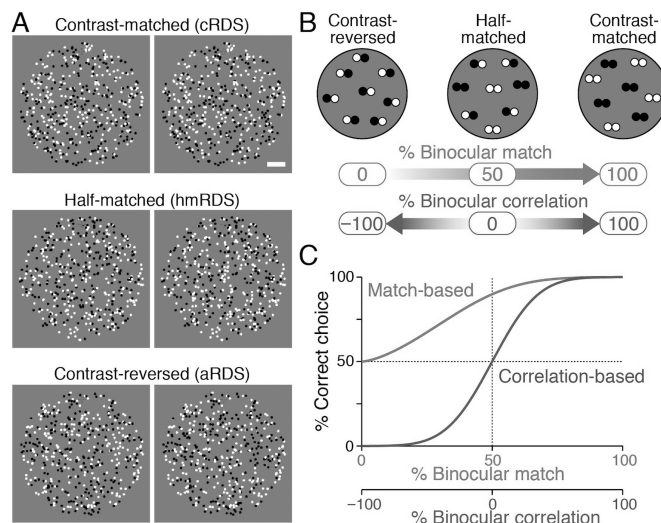 A
Contrast-matched (cRDS)
Half-matched (hmRDS)
Contrast-reversed (aRDS)
B
Contrast-
reversed
Half-
matched
Contrast-
matched
% Binocular match
0 50 100
% Binocular correlation
−100 0 100
C
100
50
0
% Correct choice
Match-based
Correlation-based
0 50 100
% Binocular match
-100 0 100
% Binocular correlation